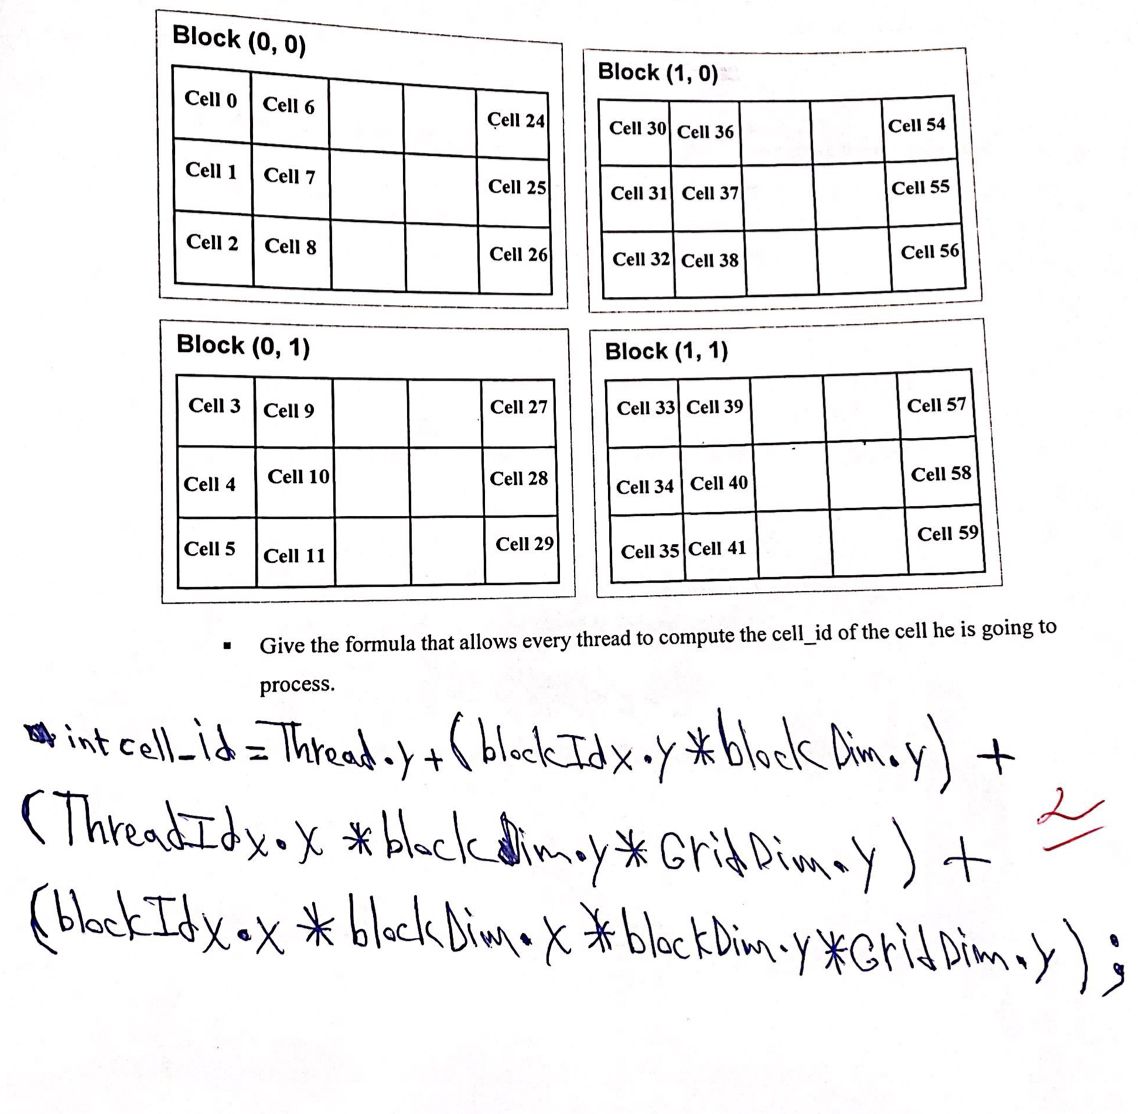 Block (0, 0)
Cell 0 Cell 6 Cell 24
Cell 1 Cell 7 Cell 25
Cell 2 Cell 8 Cell 26
Block (1, 0)
Cell 30 Cell 36 Cell 54
Cell 31 Cell 37 Cell 55
Cell 32 Cell 38 Cell 56
Block (0, 1)
Cell 3 Cell 9 Cell 27
Cell 4 Cell 10 Cell 28
Cell 5 Cell 11 Cell 29
Block (1, 1)
Cell 33 Cell 39 Cell 57
Cell 34 Cell 40 Cell 58
Cell 35 Cell 41 Cell 59
▪ Give the formula that allows every thread to compute the cell_id of the cell he is going to
process.
int cell_id = Thread.y + (blockIdx.y * block Dim.y) +
(ThreadIdx.x * blockDim.y * GridDim.y) +
(blockIdx.x * blockDim.x * blockDim.y * GridDim.y);
2